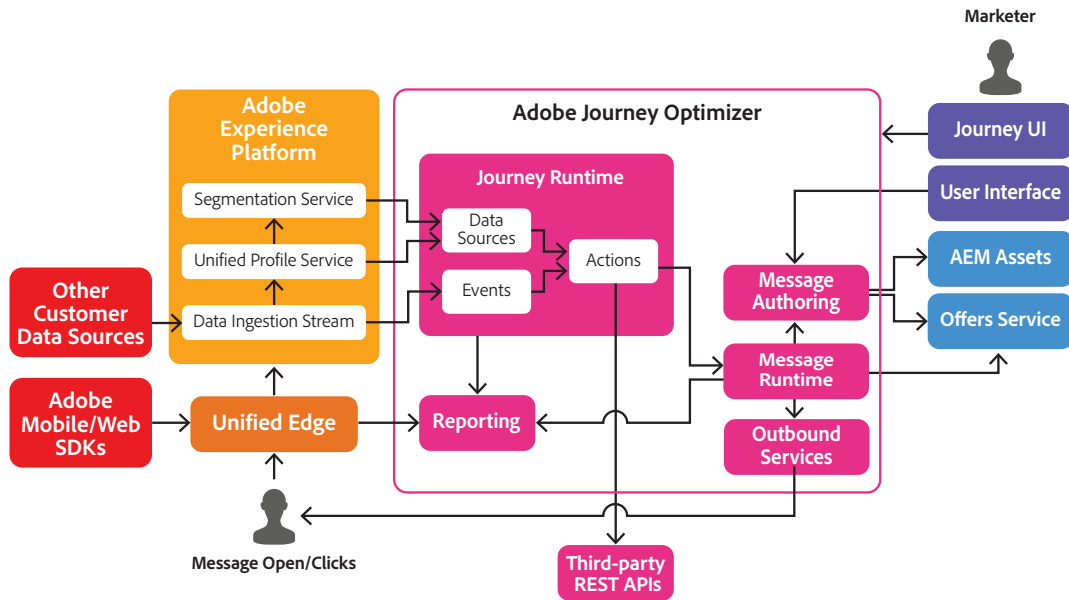 Marketer
Adobe
Experience
Platform
Segmentation Service
Unified Profile Service
Data Ingestion Stream
Other
Customer
Data Sources
Adobe
Mobile/Web
SDKs
Unified Edge
Message Open/Clicks
Adobe Journey Optimizer
Journey Runtime
Data
Sources
Events
Actions
Reporting
Message
Authoring
Message
Runtime
Outbound
Services
Third-party
REST APIs
Journey UI
User Interface
AEM Assets
Offers Service